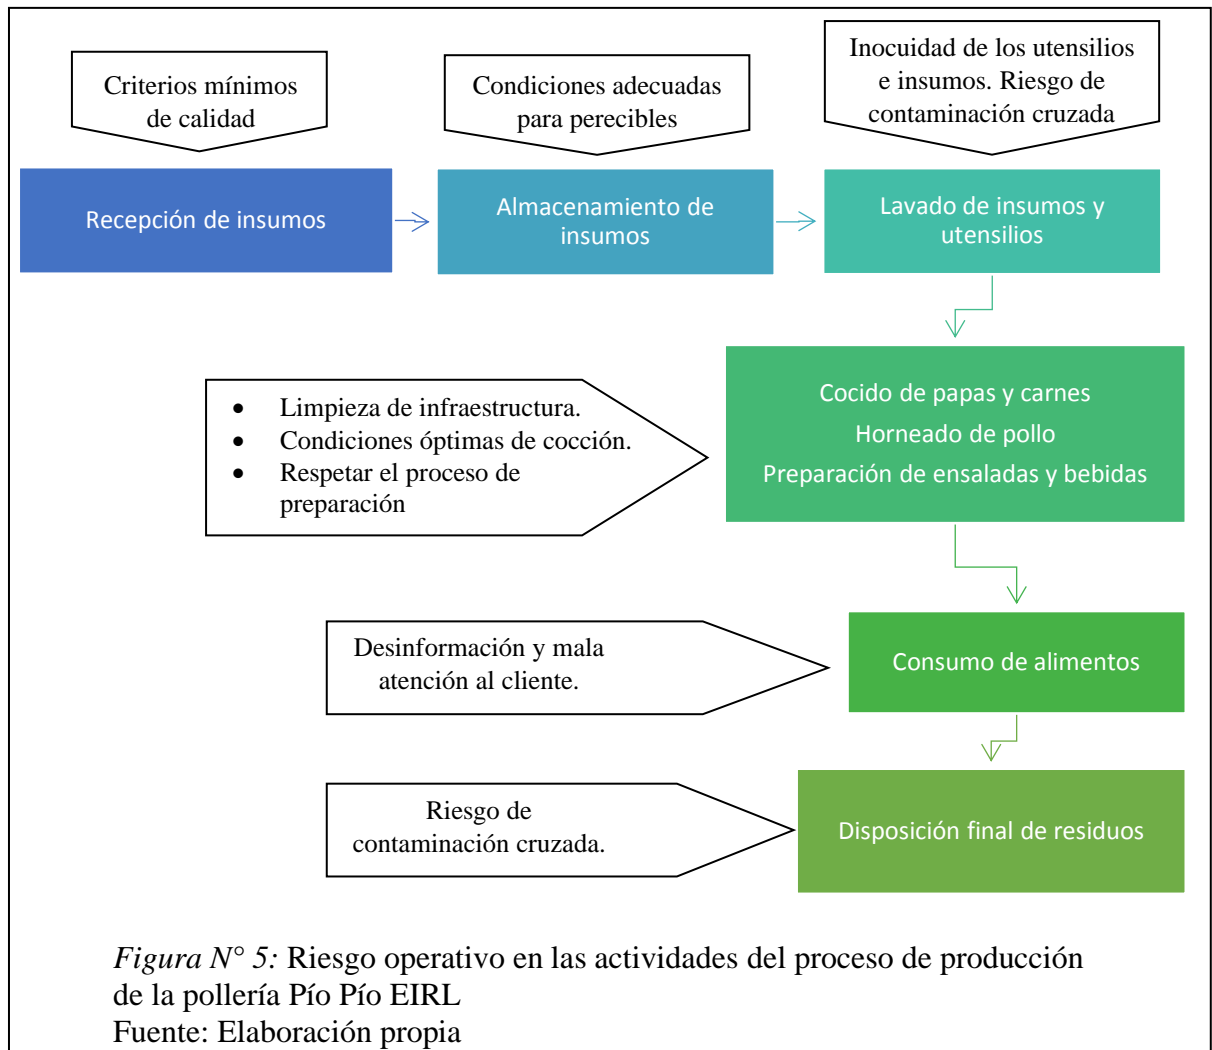 Criterios mínimos
de calidad
Condiciones adecuadas
para perecibles
Inocuidad de los utensilios
e insumos. Riesgo de
contaminación cruzada
Recepción de insumos
Almacenamiento de
insumos
Lavado de insumos y
utensilios
• Limpieza de infraestructura.
• Condiciones óptimas de cocción.
• Respetar el proceso de
preparación
Cocido de papas y carnes
Horneado de pollo
Preparación de ensaladas y bebidas
Desinformación y mala
atención al cliente.
Consumo de alimentos
Riesgo de
contaminación cruzada.
Disposición final de residuos
Figura N° 5: Riesgo operativo en las actividades del proceso de producción
de la pollería Pío Pío EIRL
Fuente: Elaboración propia